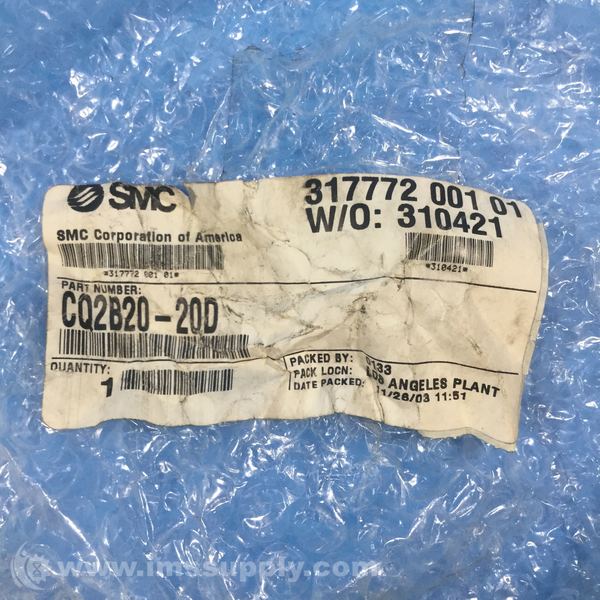 SMC
317772 001 01
W/O: 310421
SMC Corporation of America
*317772 001 01*
*310421*
PART NUMBER:
CQ2B20-20D
QUANTITY:
1
PACKED BY: 0133
PACK LOCN: LOS ANGELES PLANT
DATE PACKED: 11:51
www.imssupply.com